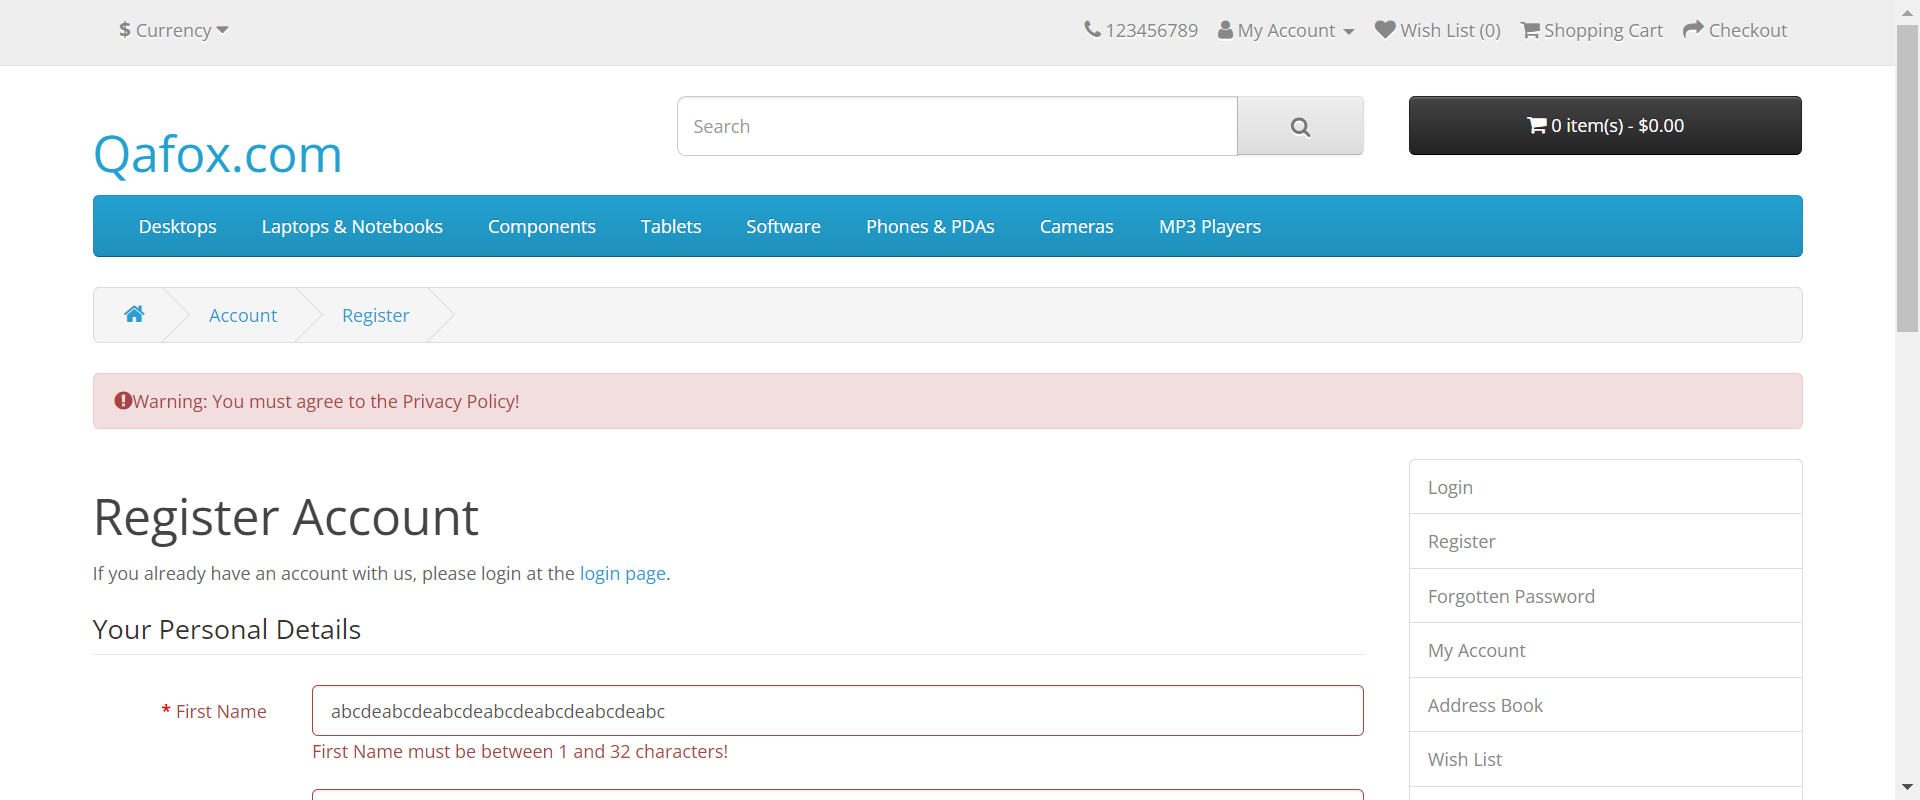 $ Currency
123456789 My Account Wish List (0) Shopping Cart Checkout
Search
0 item(s) - $0.00
Qafox.com
Desktops Laptops & Notebooks Components Tablets Software Phones & PDAs Cameras MP3 Players
Account Register
Warning: You must agree to the Privacy Policy!
Register Account
If you already have an account with us, please login at the login page.
Your Personal Details
* First Name
abcdeabcdeabcdeabcdeabcdeabcdeabc
First Name must be between 1 and 32 characters!
Login
Register
Forgotten Password
My Account
Address Book
Wish List